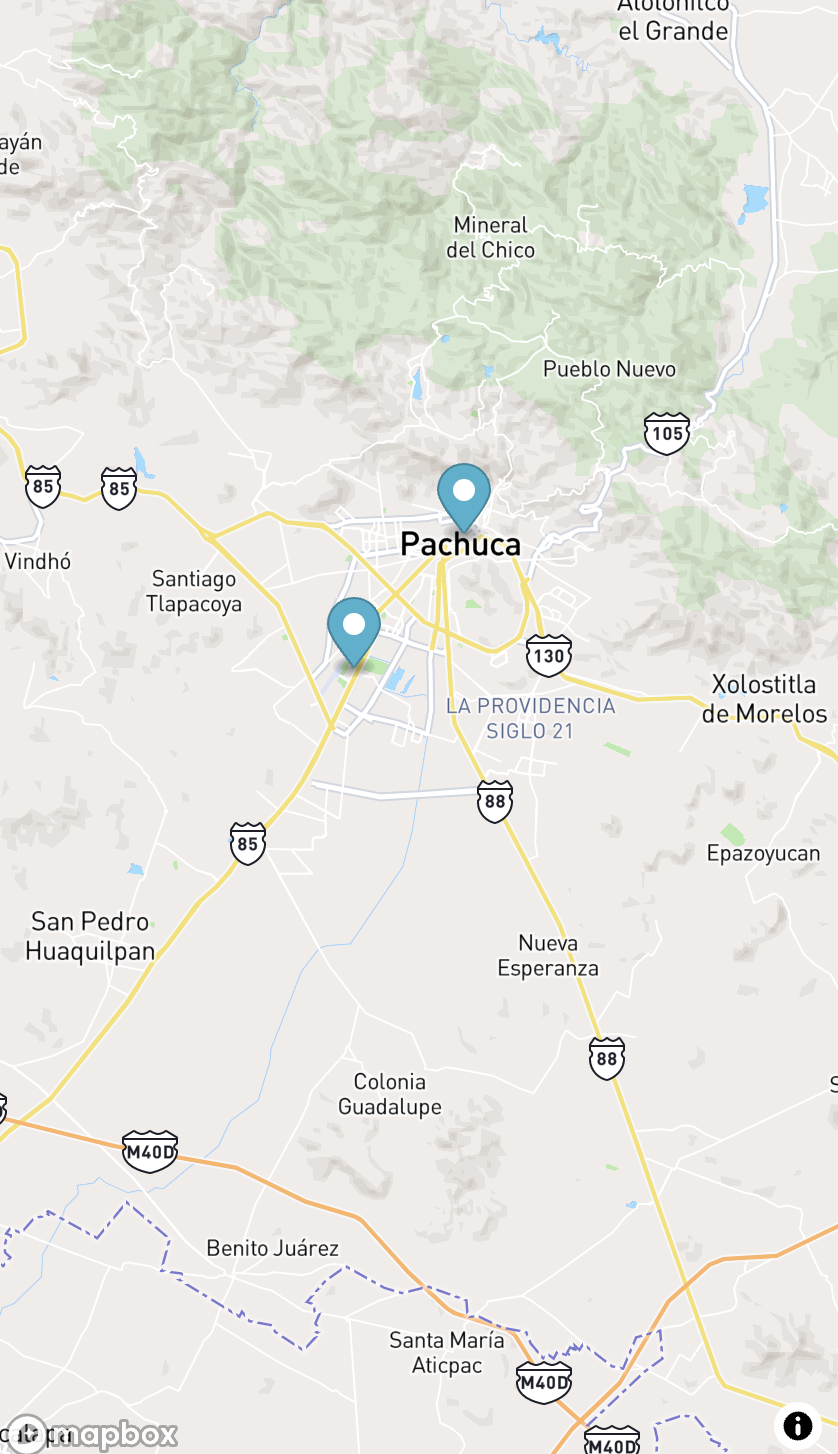 Atotonilco
el Grande
ayán
de
Mineral
del Chico
Pueblo Nuevo
105
85
85
Pachuca
Vindhó
Santiago
Tlapacoya
130
Xolostitla
de Morelos
LA PROVIDENCIA
SIGLO 21
88
85
Epazoyucan
San Pedro
Huaquilpan
Nueva
Esperanza
88
Colonia
Guadalupe
S
M40D
Benito Juárez
Santa María
Aticpac
M40D
mapbox
M40D